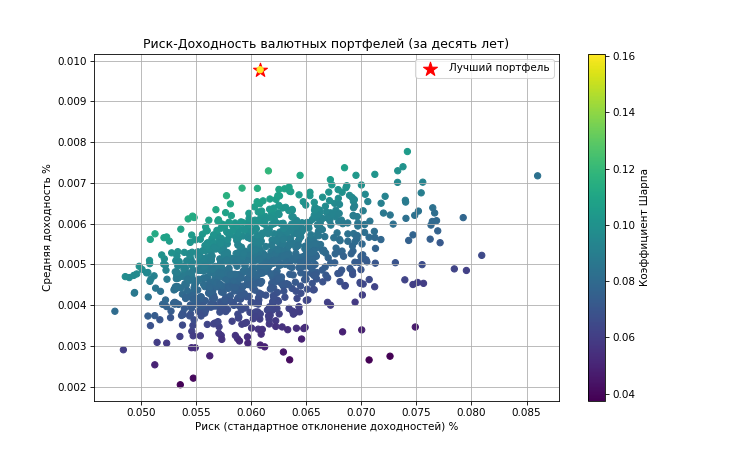 Риск-Доходность валютных портфелей (за десять лет)
Лучший портфель
Средняя доходность %
0.010
0.009
0.008
0.007
0.006
0.005
0.004
0.003
0.002
0.050 0.055 0.060 0.065 0.070 0.075 0.080 0.085
Риск (стандартное отклонение доходностей) %
0.16
0.14
0.12
0.10
0.08
0.06
0.04
Коэффициент Шарпа